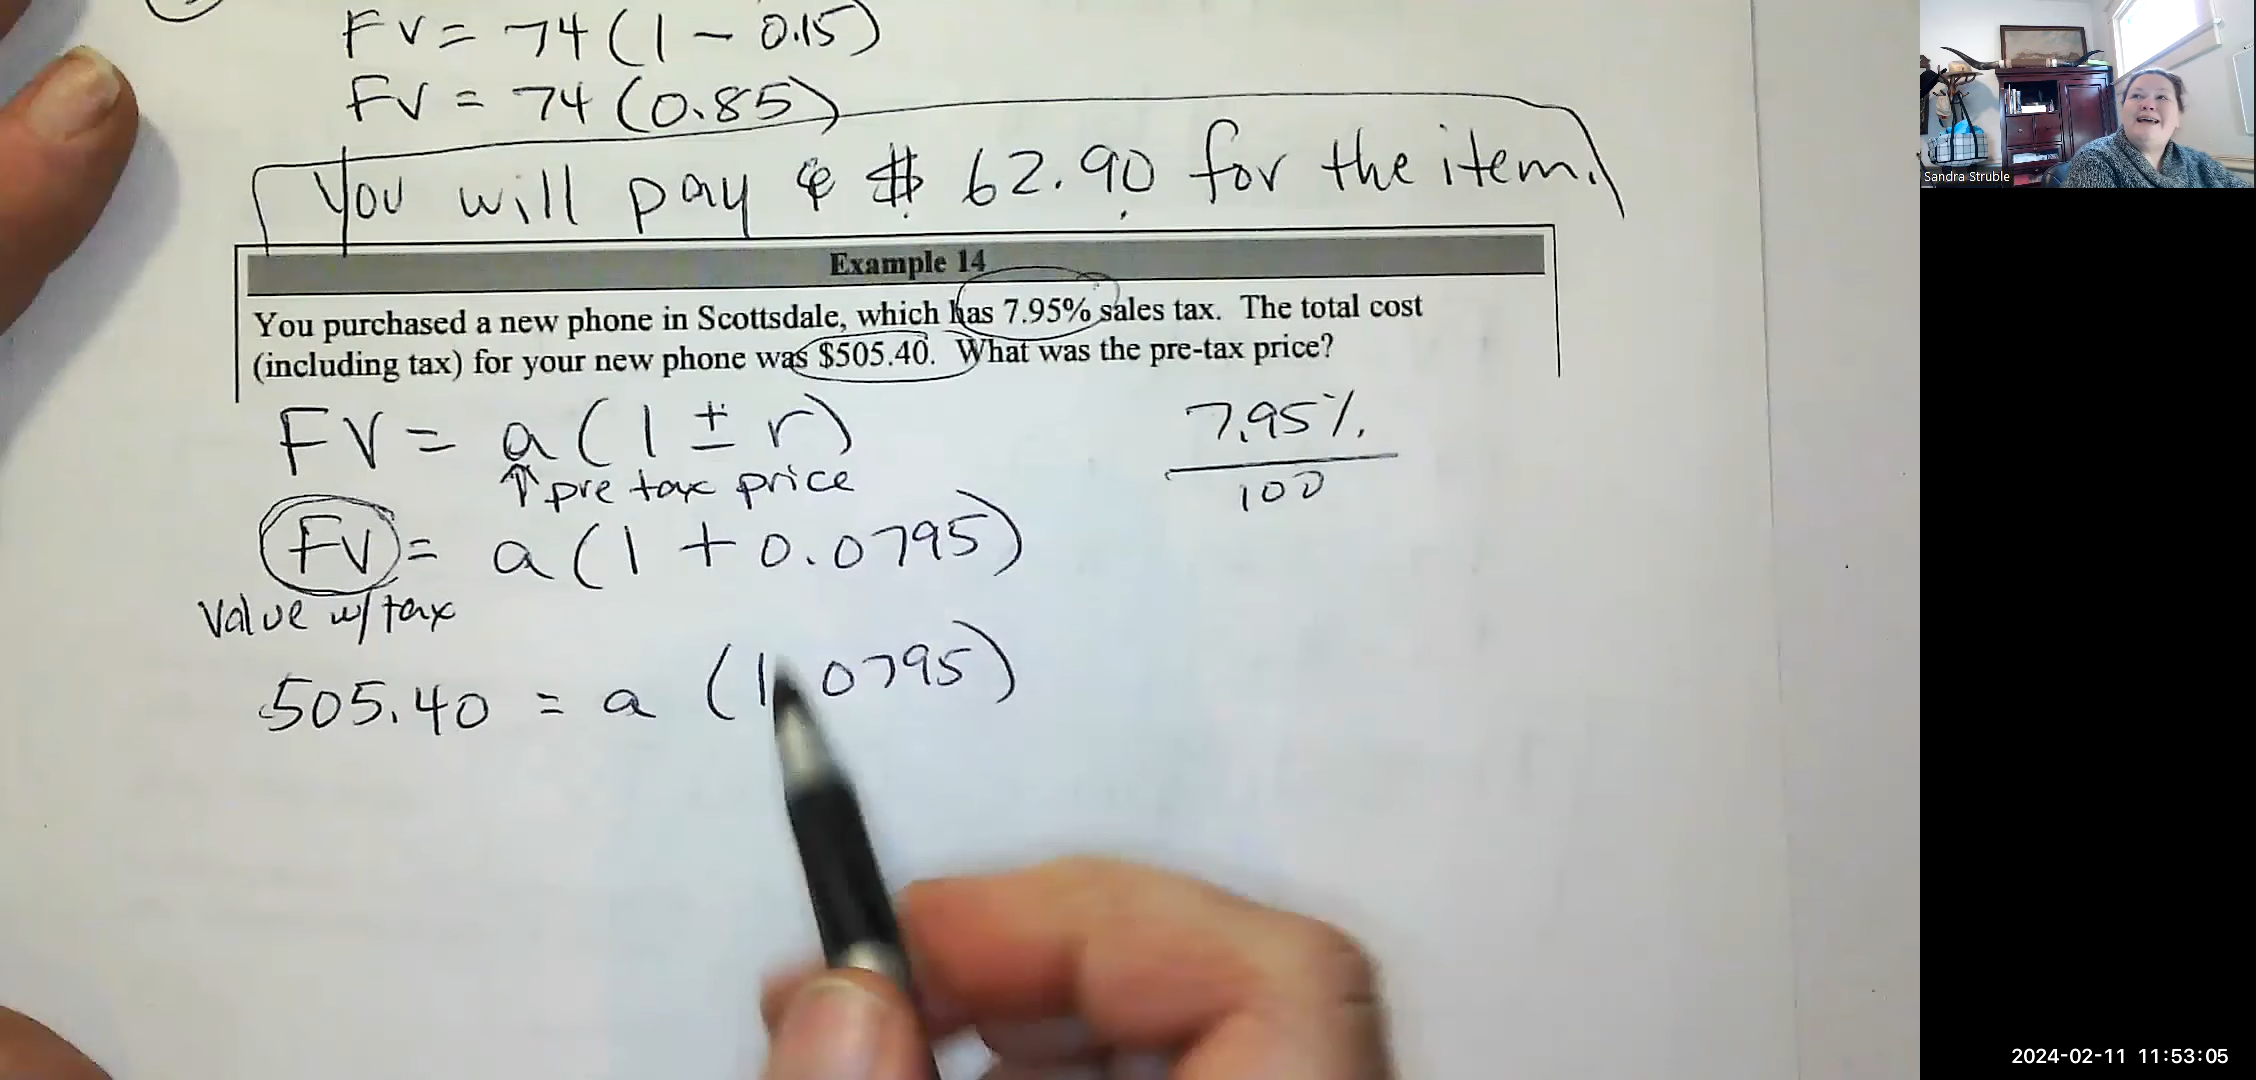 FV = 74(1 - 0.15)
FV = 74(0.85)
You will pay $ 62.90 for the item.
Example 14
You purchased a new phone in Scottsdale, which has 7.95% sales tax. The total cost
(including tax) for your new phone was $505.40. What was the pre-tax price?
FV = a(1 ± r)
↑ pre tax price
7.95%
100
FV = a(1 + 0.0795)
Value w/ tax
505.40 = a (1.0795)
Sandra Struble
2024-02-11 11:53:05